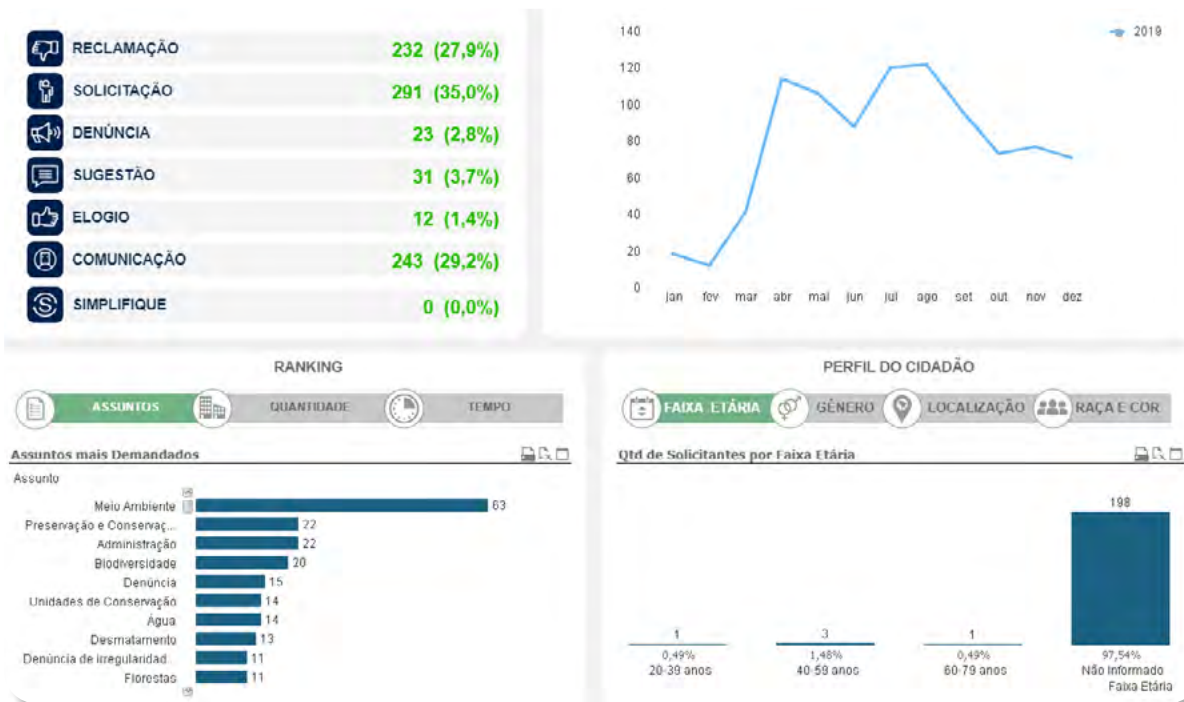 RECLAMAÇÃO 232 (27,9%)
SOLICITAÇÃO 291 (35,0%)
DENÚNCIA 23 (2,8%)
SUGESTÃO 31 (3,7%)
ELOGIO 12 (1,4%)
COMUNICAÇÃO 243 (29,2%)
SIMPLIFIQUE 0 (0,0%)
2019
140
120
100
80
60
40
20
0
jan fev mar abr mai jun jul ago set out nov dez
RANKING
ASSUNTOS QUANTIDADE TEMPO
Assuntos mais Demandados
Assunto
Meio Ambiente 63
Preservação e Conservaç... 22
Administração 22
Biodiversidade 20
Denúncia 15
Unidades de Conservação 14
Água 14
Desmatamento 13
Denúncia de irregularidad... 11
Florestas 11
PERFIL DO CIDADÃO
FAIXA ETÁRIA GÊNERO LOCALIZAÇÃO RAÇA E COR
Qtd de Solicitantes por Faixa Etária
1 3 1 198
0,49% 1,48% 0,49% 97,54%
20-39 anos 40-59 anos 60-79 anos Não Informado
Faixa Etária